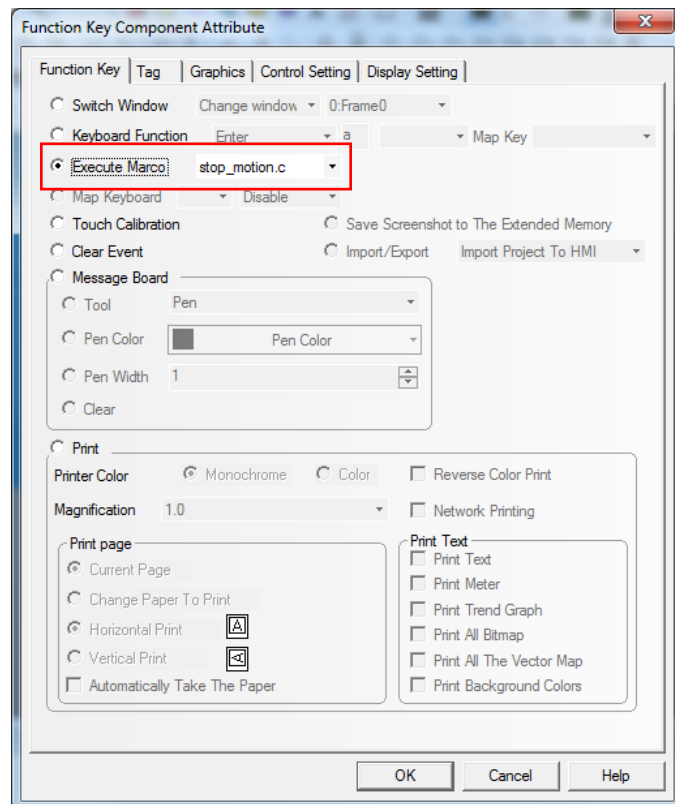 Function Key Component Attribute
x
Function Key Tag Graphics Control Setting Display Setting
Switch Window Change window 0:Frame0
Keyboard Function Enter a Map Key
Execute Marco stop_motion.c
Map Keyboard Disable
Touch Calibration Save Screenshot to The Extended Memory
Clear Event Import/Export Import Project To HMI
Message Board
Tool Pen
Pen Color Pen Color
Pen Width 1
Clear
Print
Printer Color Monochrome Color Reverse Color Print
Magnification 1.0 Network Printing
Print page Print Text
Current Page Print Text
Change Paper To Print Print Meter
Horizontal Print A Print Trend Graph
Vertical Print A Print All Bitmap
Automatically Take The Paper Print All The Vector Map
Print Background Colors
OK Cancel Help